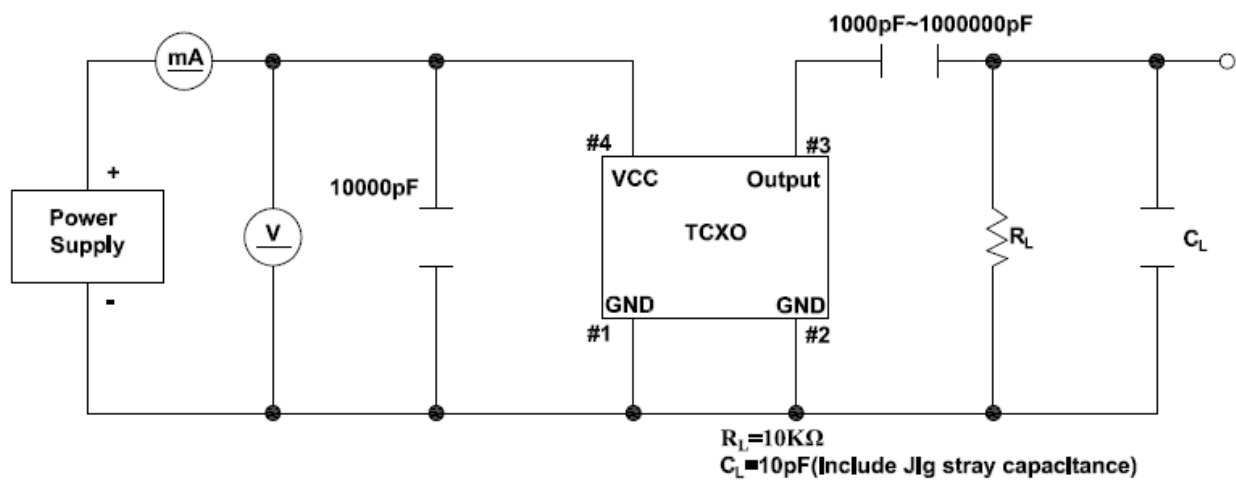 1000pF~1000000pF
mA
#4
#3
+
10000pF
VCC
Output
Power
Supply
V
TCXO
RL
CL
-
GND
GND
#1
#2
RL=10KΩ
CL=10pF(Include Jig stray capacitance)